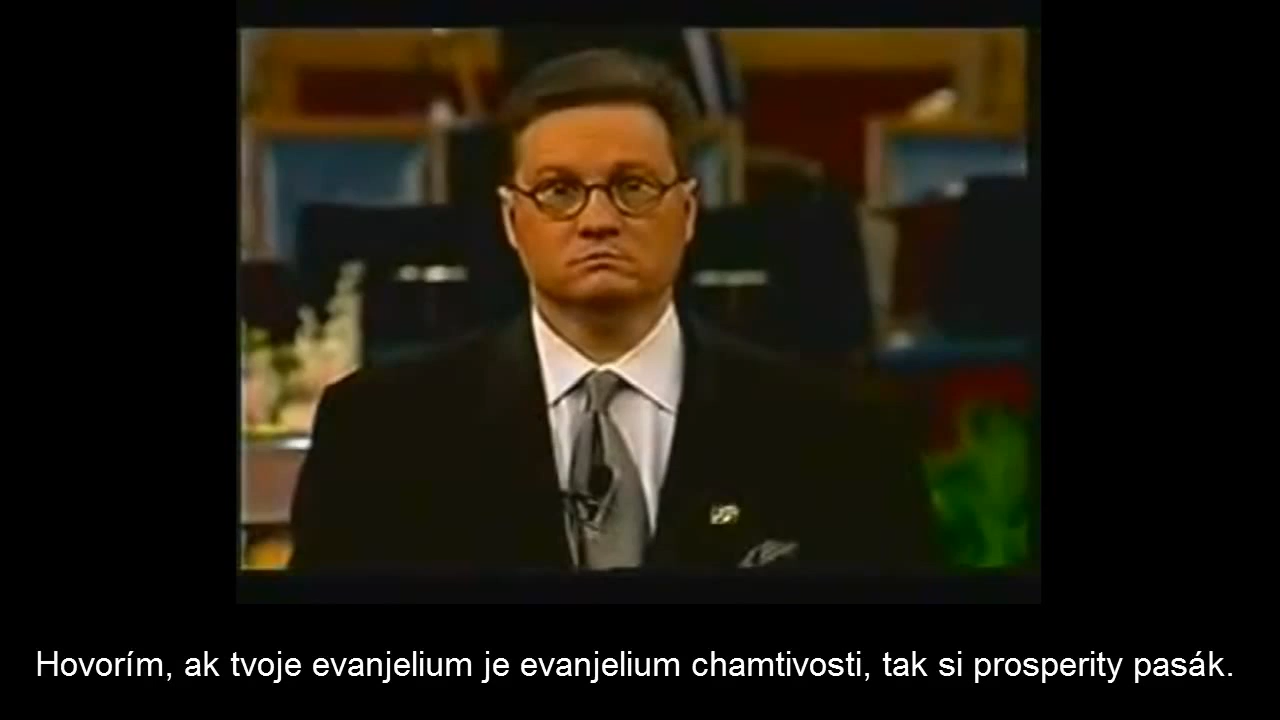 Hovorím, ak tvoje evanjelium je evanjelium chamtivosti, tak si prosperity pasák.